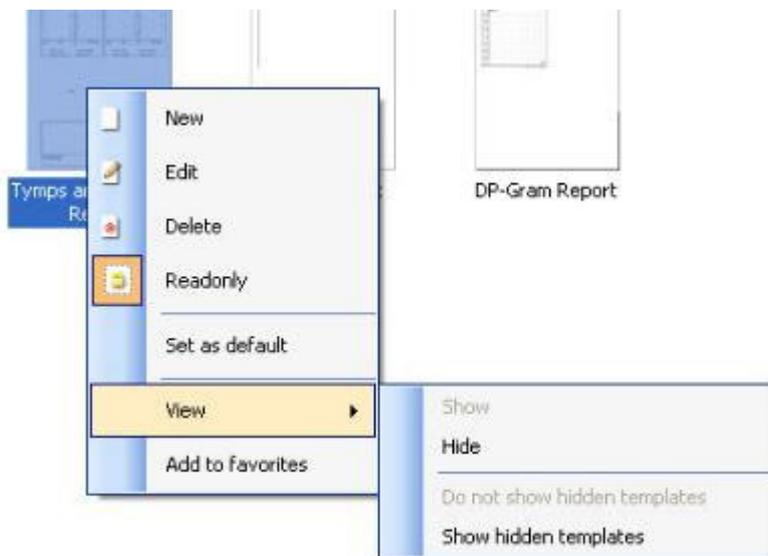 New
Edit
Tymps a
DP-Gram Report
Re
Delete
Readonly
Set as default
View
Show
Hide
Add to favorites
Do not show hidden templates
Show hidden templates